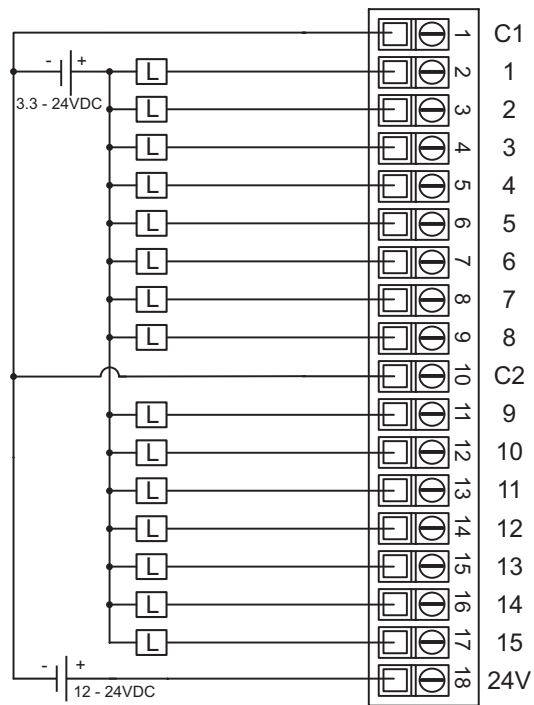 1 C1
- + L 2 1
3.3 - 24VDC L 3 2
L 4 3
L 5 4
L 6 5
L 7 6
L 8 7
L 9 8
10 C2
L 11 9
L 12 10
L 13 11
L 14 12
L 15 13
L 16 14
L 17 15
- + 18 24V
12 - 24VDC